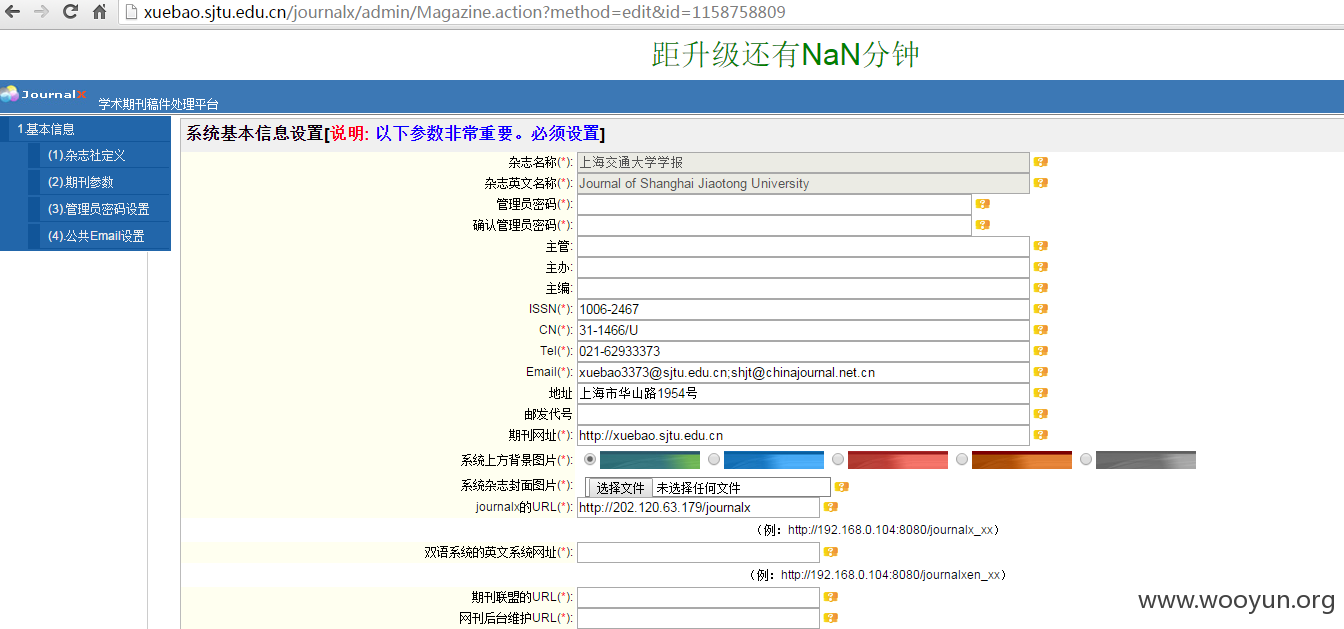 xuebao.sjtu.edu.cn/journalx/admin/Magazine.action?method=edit&id=1158758809
距升级还有NaN分钟
JournalX 学术期刊稿件处理平台
1.基本信息
(1).杂志社定义
(2).期刊参数
(3).管理员密码设置
(4).公共Email设置
系统基本信息设置[说明: 以下参数非常重要。必须设置]
杂志名称(*): 上海交通大学学报
杂志英文名称(*): Journal of Shanghai Jiaotong University
管理员密码(*):
确认管理员密码(*):
主管:
主办:
主编:
ISSN(*): 1006-2467
CN(*): 31-1466/U
Tel(*): 021-62933373
Email(*): xuebao3373@sjtu.edu.cn;shjt@chinajournal.net.cn
地址 上海市华山路1954号
邮发代号
期刊网址(*): http://xuebao.sjtu.edu.cn
系统上方背景图片(*):
系统杂志封面图片(*): 选择文件 未选择任何文件
journalx的URL(*): http://202.120.63.179/journalx
（例：http://192.168.0.104:8080/journalx_xx）
双语系统的英文系统网址(*):
（例：http://192.168.0.104:8080/journalxen_xx）
期刊联盟的URL(*):
网刊后台维护URL(*):
www.wooyun.org